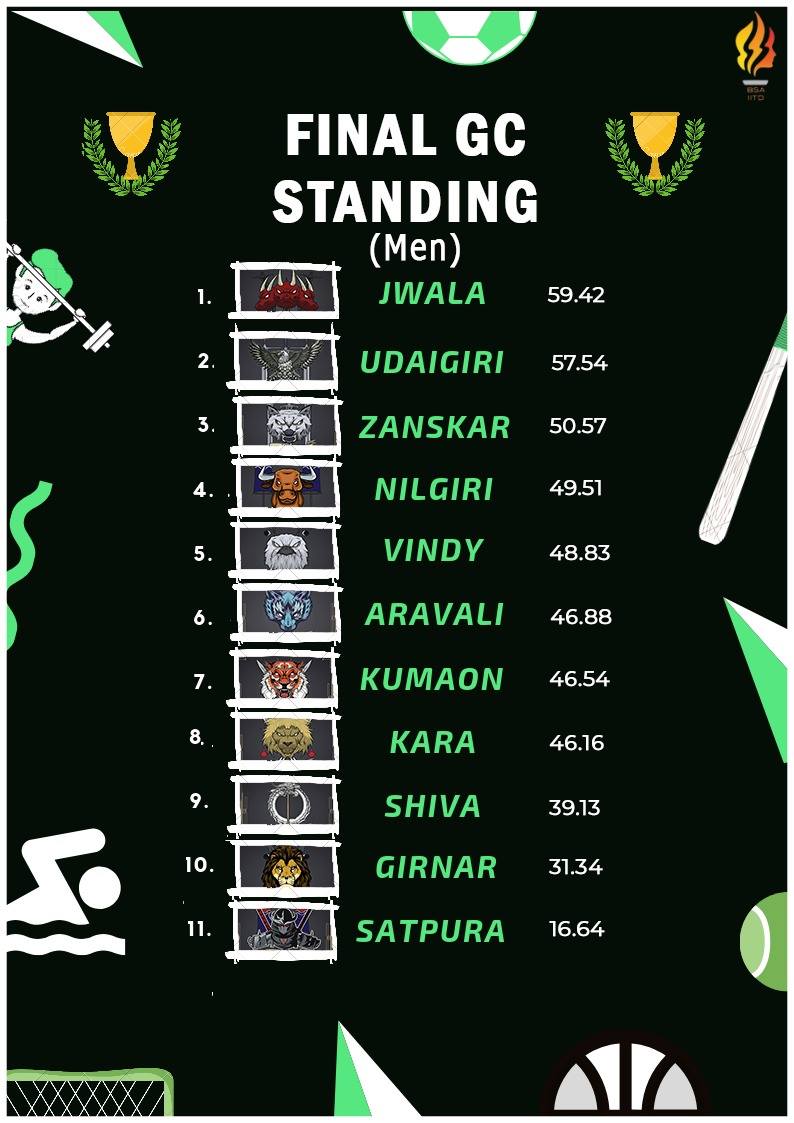 BSA
IITD
FINAL GC
STANDING
(Men)
1. JWALA 59.42
2. UDAIGIRI 57.54
3. ZANSKAR 50.57
4. NILGIRI 49.51
5. VINDY 48.83
6. ARAVALI 46.88
7. KUMAON 46.54
8. KARA 46.16
9. SHIVA 39.13
10. GIRNAR 31.34
11. SATPURA 16.64